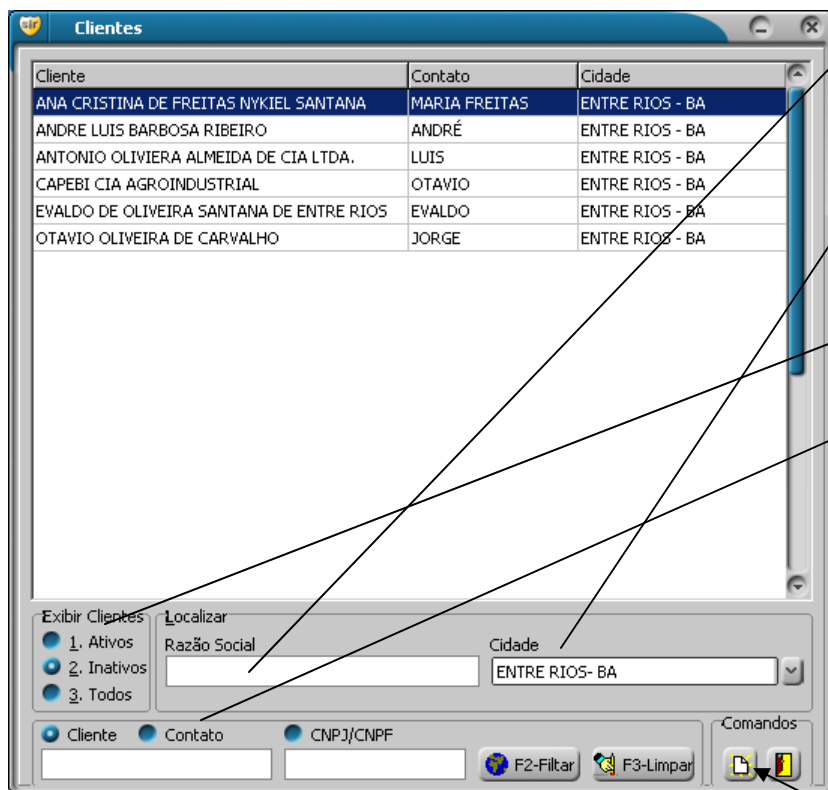 sir Clientes
Cliente Contato Cidade
ANA CRISTINA DE FREITAS NYKIEL SANTANA MARIA FREITAS ENTRE RIOS - BA
ANDRE LUIS BARBOSA RIBEIRO ANDRÉ ENTRE RIOS - BA
ANTONIO OLIVIERA ALMEIDA DE CIA LTDA. LUIS ENTRE RIOS - BA
CAPEBI CIA AGROINDUSTRIAL OTAVIO ENTRE RIOS - BA
EVALDO DE OLIVEIRA SANTANA DE ENTRE RIOS EVALDO ENTRE RIOS - BA
OTAVIO OLIVEIRA DE CARVALHO JORGE ENTRE RIOS - BA
Exibir Clientes Localizar
1. Ativos Razão Social Cidade
2. Inativos ENTRE RIOS- BA
3. Todos
Comandos
Cliente Contato CNPJ/CNPF
F2-Filtar F3-Limpar